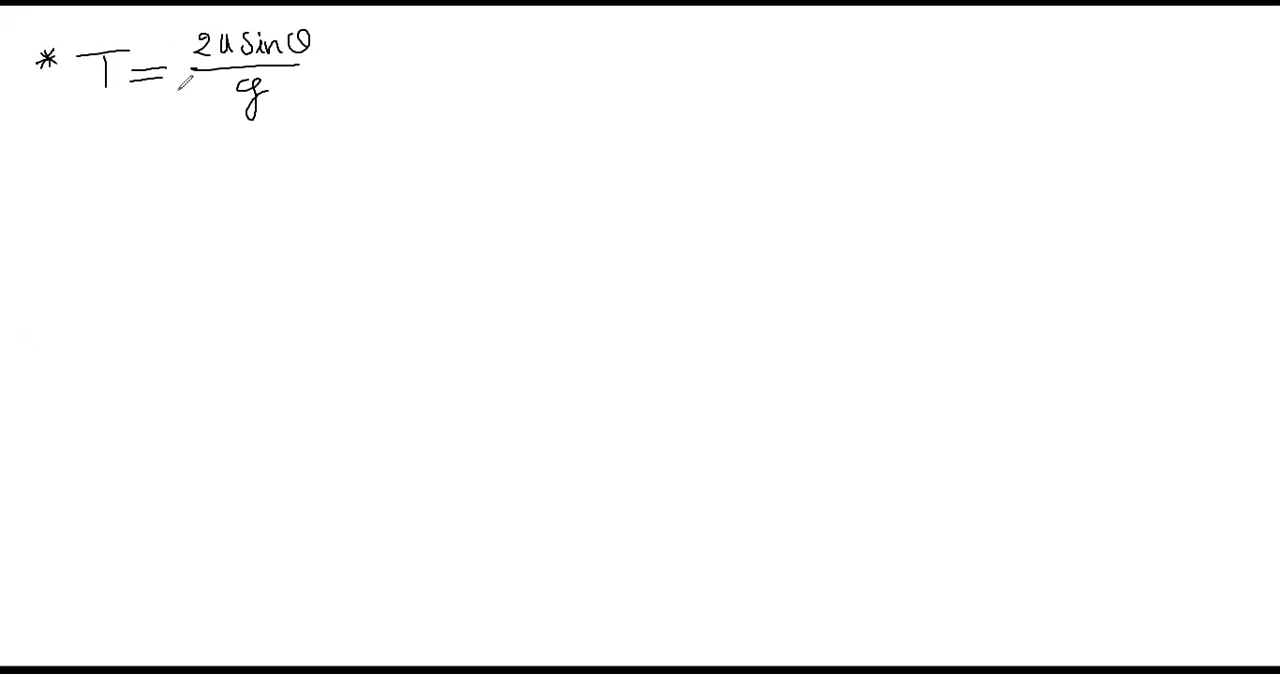 * T = 2u sinθ / g